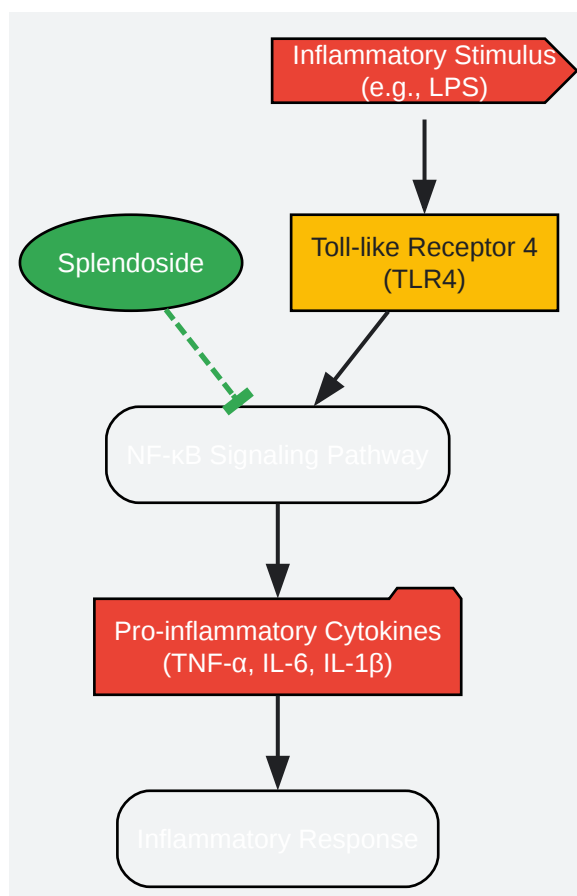 Inflammatory Stimulus
(e.g., LPS)
Splendoside
Toll-like Receptor 4
(TLR4)
NF-κB Signaling Pathway
Pro-inflammatory Cytokines
(TNF-α, IL-6, IL-1β)
Inflammatory Response